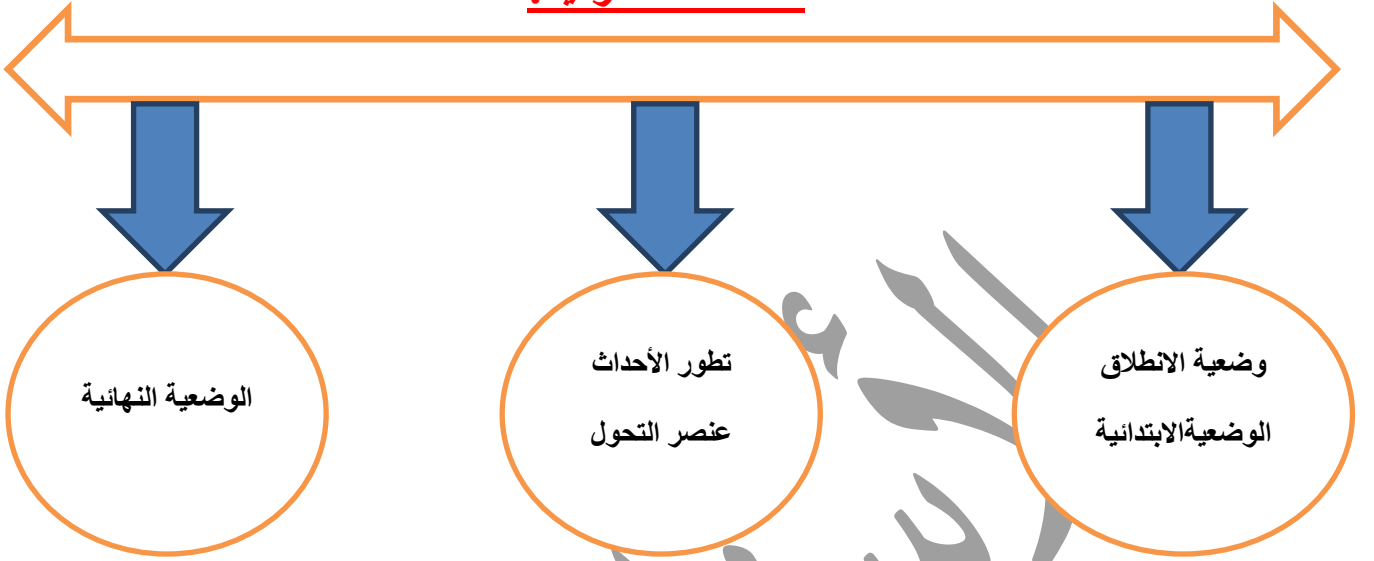 وضعية الانطلاق
الوضعيةالابتدائية
تطور الأحداث
عنصر التحول
الوضعية النهائية